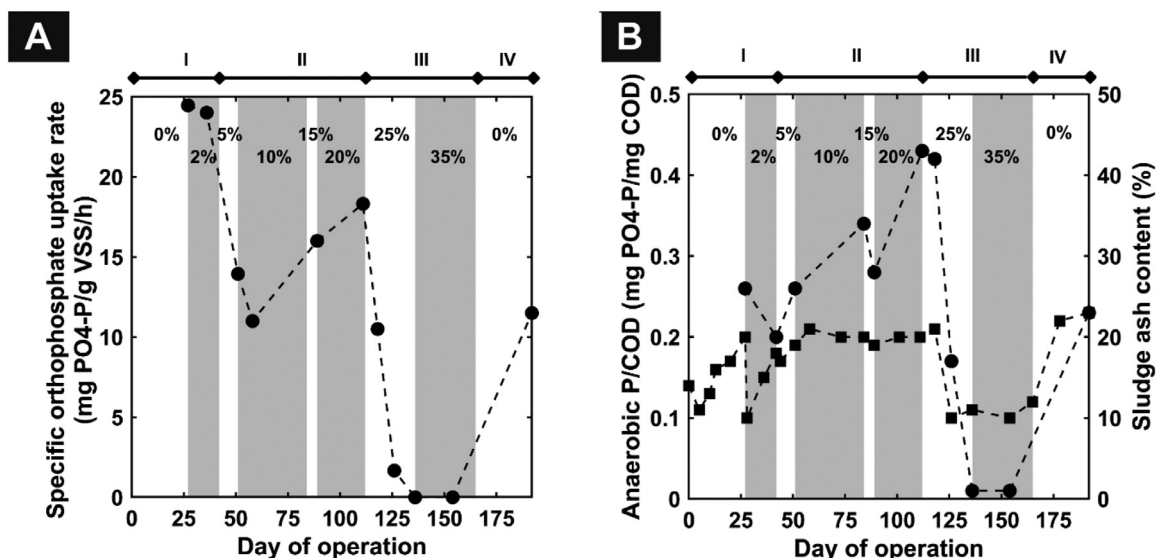 A
I II III IV
Specific orthophosphate uptake rate
(mg PO4-P/g VSS/h)
25
20
15
10
5
0
0% 5% 15% 25% 0%
2% 10% 20% 35%
0 25 50 75 100 125 150 175
Day of operation
B
I II III IV
Anaerobic P/COD (mg PO4-P/mg COD)
0.5
0.4
0.3
0.2
0.1
0
0% 5% 15% 25% 0%
2% 10% 20% 35%
50
40
30
20
10
0
Sludge ash content (%)
0 25 50 75 100 125 150 175
Day of operation